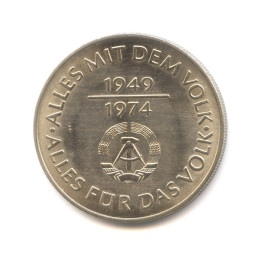 ·ALLES MIT DEM VOLK·
1949
1974
ALLES FÜR DAS VOLK